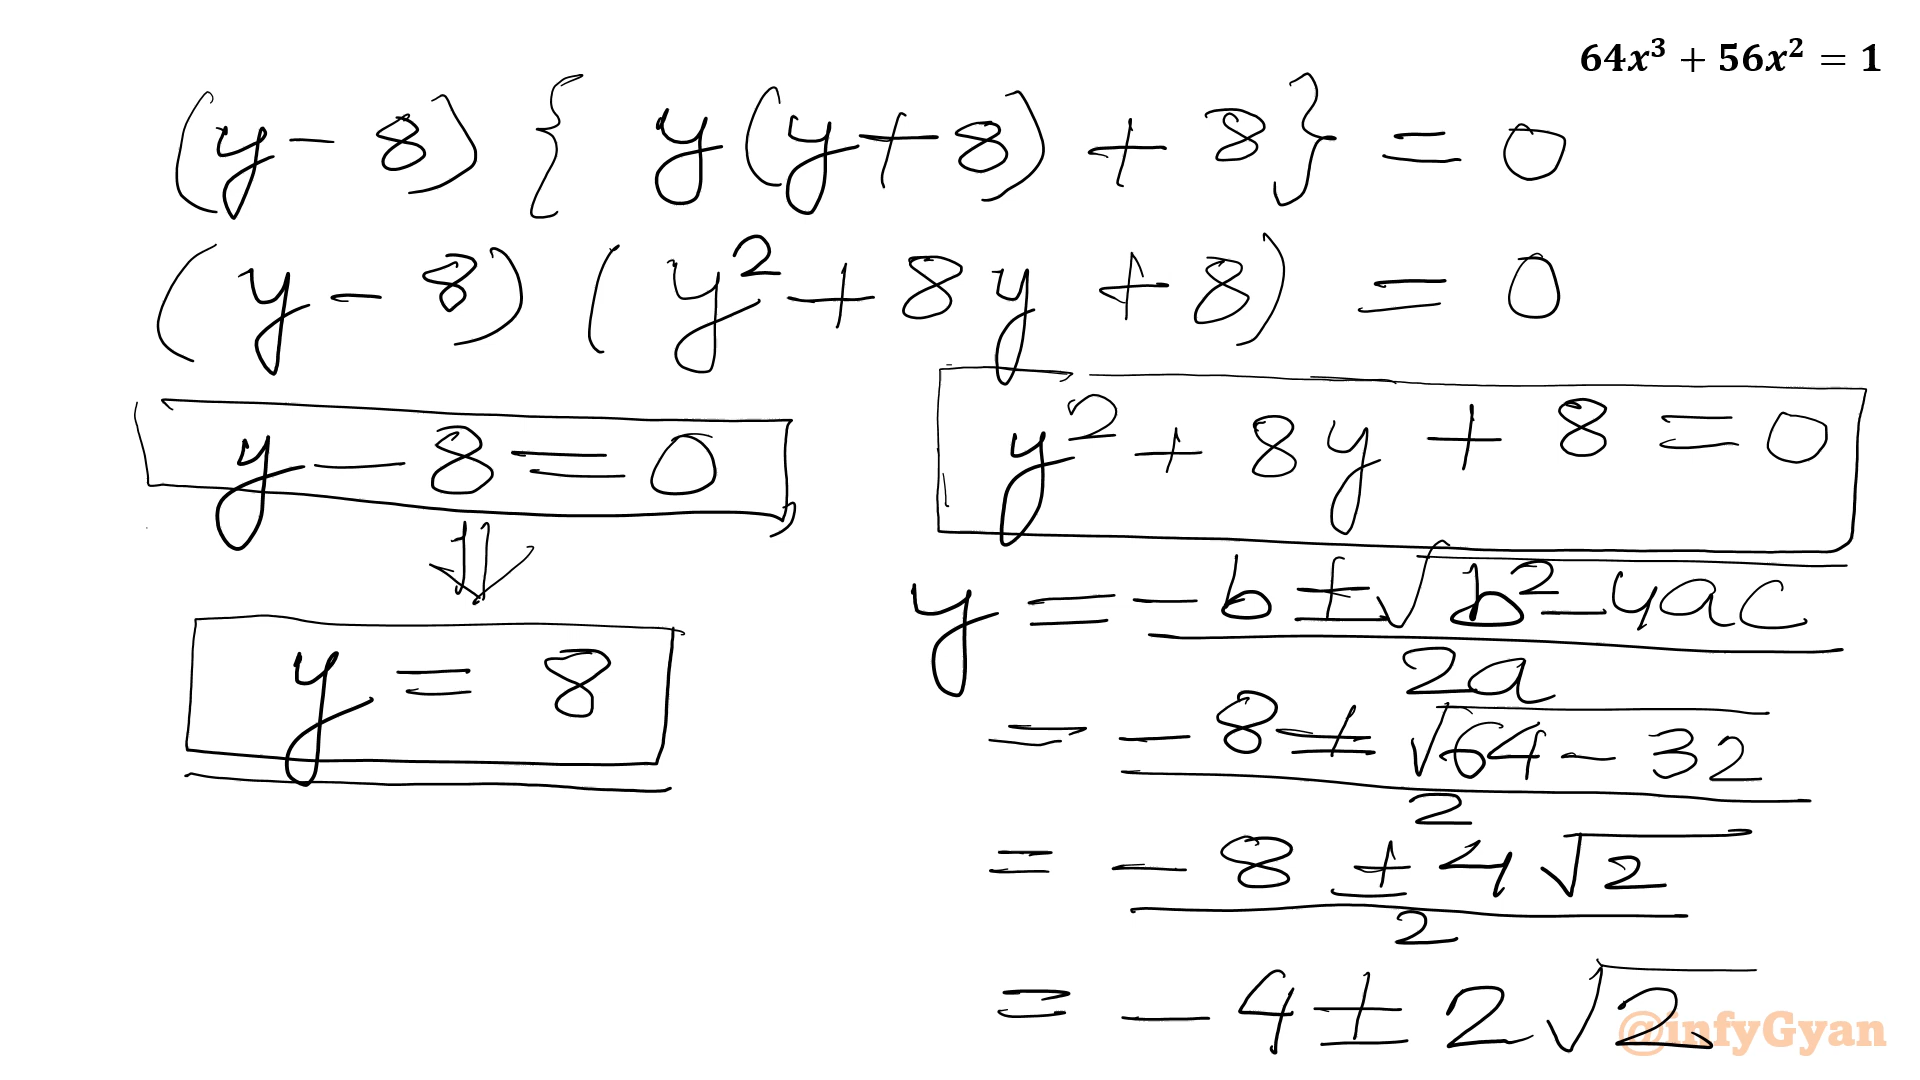 64x³ + 56x² = 1
(y - 8) { y(y + 8) + 8} = 0
(y - 8) (y² + 8y + 8) = 0
y - 8 = 0
⇓
y = 8
y² + 8y + 8 = 0
y = -b ± √(b² - 4ac) / 2a
= -8 ± √(64 - 32) / 2
= -8 ± 4√2 / 2
= -4 ± 2√2
@infyGyan